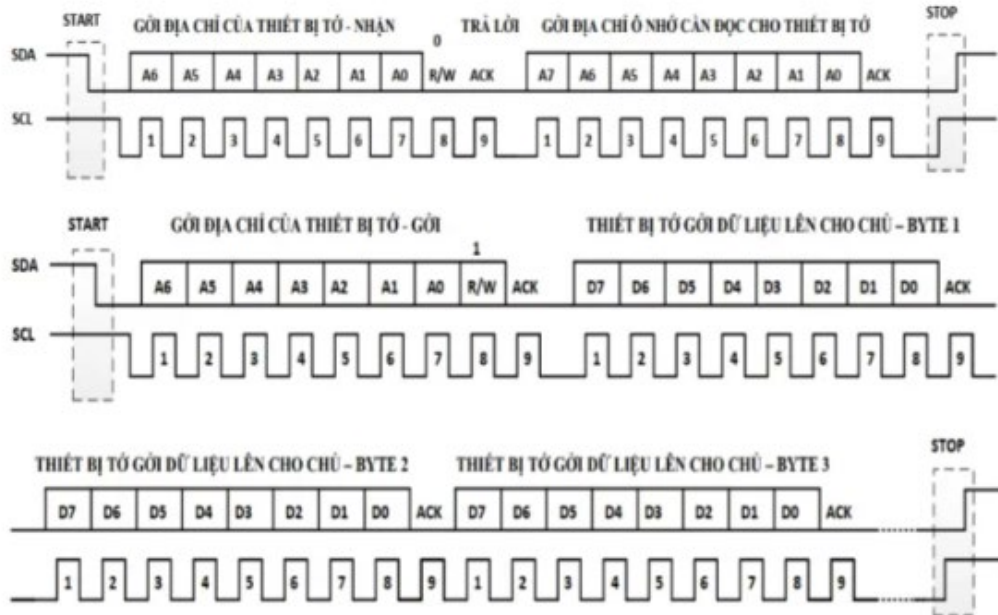 START GỞI ĐỊA CHỈ CỦA THIẾT BỊ TỚ - NHẬN TRẢ LỜI GỞI ĐỊA CHỈ Ô NHỚ CẦN ĐỌC CHO THIẾT BỊ TỚ STOP
0
SDA
A6 A5 A4 A3 A2 A1 A0 R/W ACK A7 A6 A5 A4 A3 A2 A1 A0 ACK
SCL
1 2 3 4 5 6 7 8 9 1 2 3 4 5 6 7 8 9
START GỞI ĐỊA CHỈ CỦA THIẾT BỊ TỚ - GỞI THIẾT BỊ TỚ GỞI DỮ LIỆU LÊN CHO CHỦ – BYTE 1
1
SDA
A6 A5 A4 A3 A2 A1 A0 R/W ACK D7 D6 D5 D4 D3 D2 D1 D0 ACK
SCL
1 2 3 4 5 6 7 8 9 1 2 3 4 5 6 7 8 9
STOP
THIẾT BỊ TỚ GỞI DỮ LIỆU LÊN CHO CHỦ – BYTE 2 THIẾT BỊ TỚ GỞI DỮ LIỆU LÊN CHO CHỦ – BYTE 3
D7 D6 D5 D4 D3 D2 D1 D0 ACK D7 D6 D5 D4 D3 D2 D1 D0 ACK
1 2 3 4 5 6 7 8 9 1 2 3 4 5 6 7 8 9